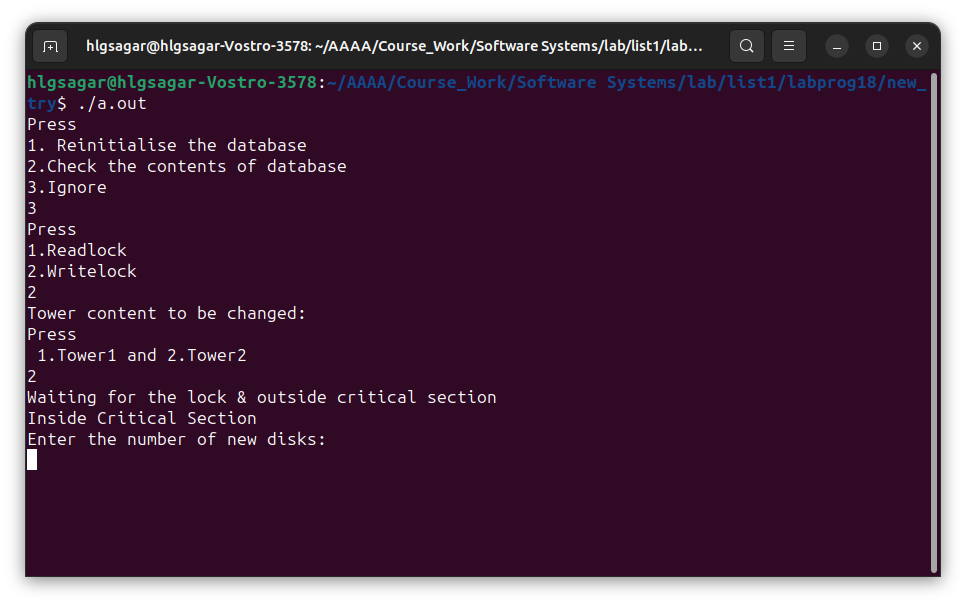 hlgsagar@hlgsagar-Vostro-3578: ~/AAAA/Course_Work/Software Systems/lab/list1/lab...
hlgsagar@hlgsagar-Vostro-3578:~/AAAA/Course_Work/Software Systems/lab/list1/labprog18/new_
try$ ./a.out
Press
1. Reinitialise the database
2.Check the contents of database
3.Ignore
3
Press
1.Readlock
2.Writelock
2
Tower content to be changed:
Press
 1.Tower1 and 2.Tower2
2
Waiting for the lock & outside critical section
Inside Critical Section
Enter the number of new disks: